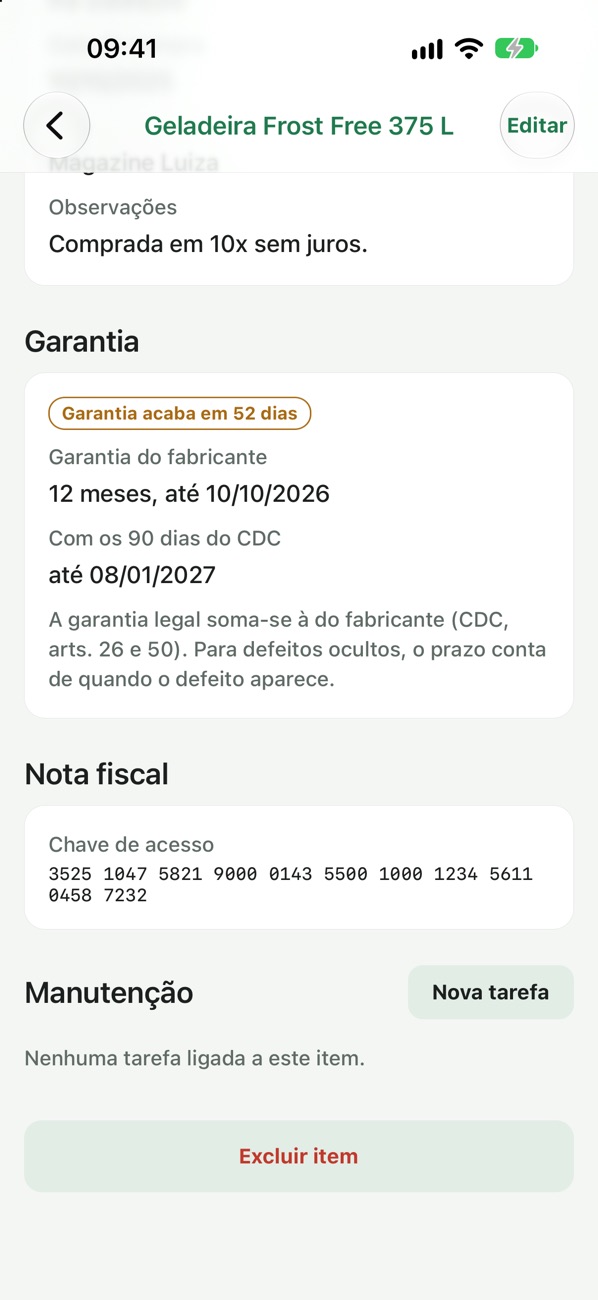 09:41
Geladeira Frost Free 375 L
Editar
Magazine Luiza
Observações
Comprada em 10x sem juros.
Garantia
Garantia acaba em 52 dias
Garantia do fabricante
12 meses, até 10/10/2026
Com os 90 dias do CDC
até 08/01/2027
A garantia legal soma-se à do fabricante (CDC,
arts. 26 e 50). Para defeitos ocultos, o prazo conta
de quando o defeito aparece.
Nota fiscal
Chave de acesso
3525 1047 5821 9000 0143 5500 1000 1234 5611
0458 7232
Manutenção
Nova tarefa
Nenhuma tarefa ligada a este item.
Excluir item